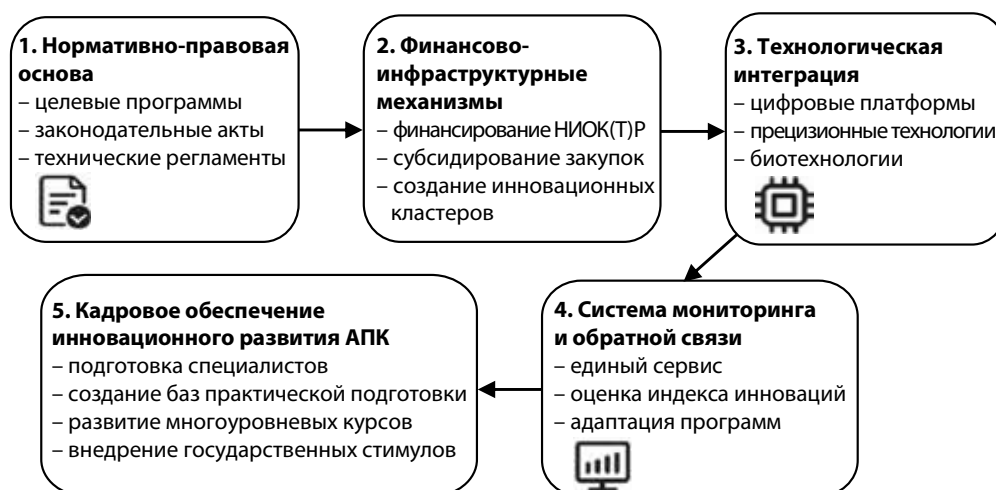 1. Нормативно-правовая
основа
– целевые программы
– законодательные акты
– технические регламенты
2. Финансово-
инфраструктурные
механизмы
– финансирование НИОК(Т)Р
– субсидирование закупок
– создание инновационных
кластеров
3. Технологическая
интеграция
– цифровые платформы
– прецизионные технологии
– биотехнологии
4. Система мониторинга
и обратной связи
– единый сервис
– оценка индекса инноваций
– адаптация программ
5. Кадровое обеспечение
инновационного развития АПК
– подготовка специалистов
– создание баз практической подготовки
– развитие многоуровневых курсов
– внедрение государственных стимулов